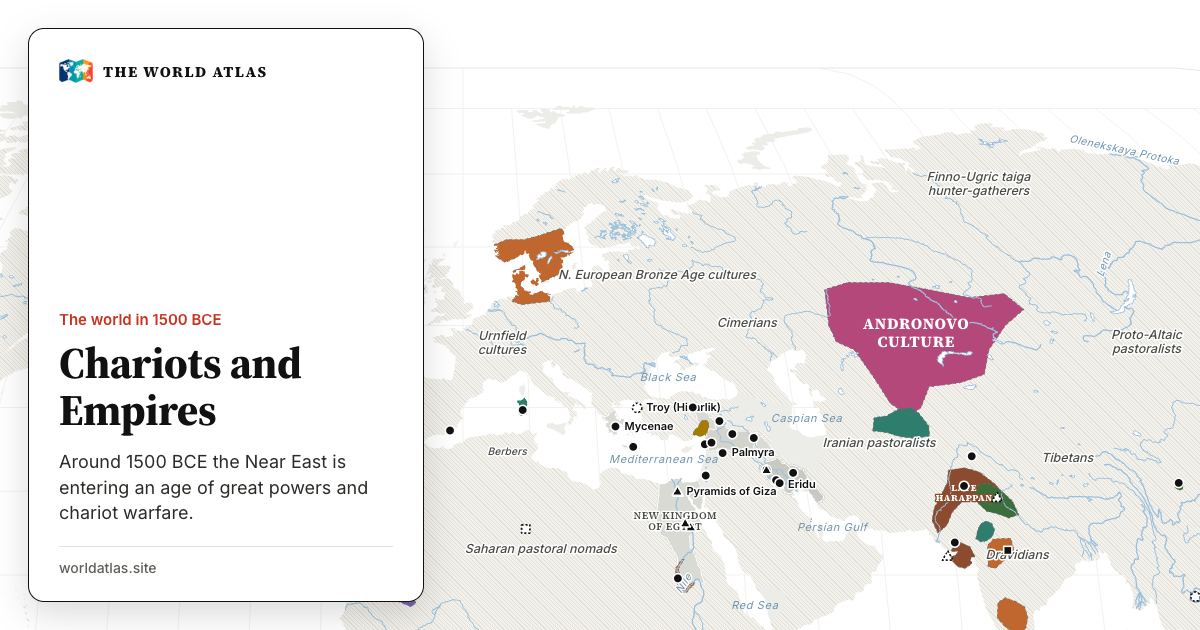 THE WORLD ATLAS
The world in 1500 BCE
Chariots and
Empires
Around 1500 BCE the Near East is
entering an age of great powers and
chariot warfare.
worldatlas.site
Olenekskaya Protoka
Finno-Ugric taiga
hunter-gatherers
Lena
N. European Bronze Age cultures
Cimerians
ANDRONOVO
CULTURE
Urnfield
cultures
Proto-Altaic
pastoralists
Black Sea
Troy (Hisarlik)
Mycenae
Caspian Sea
Iranian pastoralists
Berbers
Mediterranean Sea
Palmyra
Tibetans
Pyramids of Giza
Eridu
HARAPPAN
NEW KINGDOM
OF EGYPT
Persian Gulf
Saharan pastoral nomads
Dravidians
Nile
Red Sea